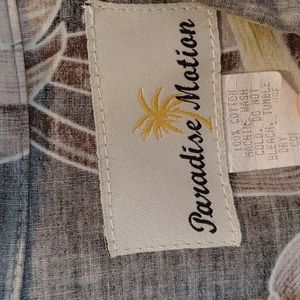 Paradise Motion
100% COTTON
MACHINE WASH
COLD. DO NOT
BLEACH. TUMBLE
DRY